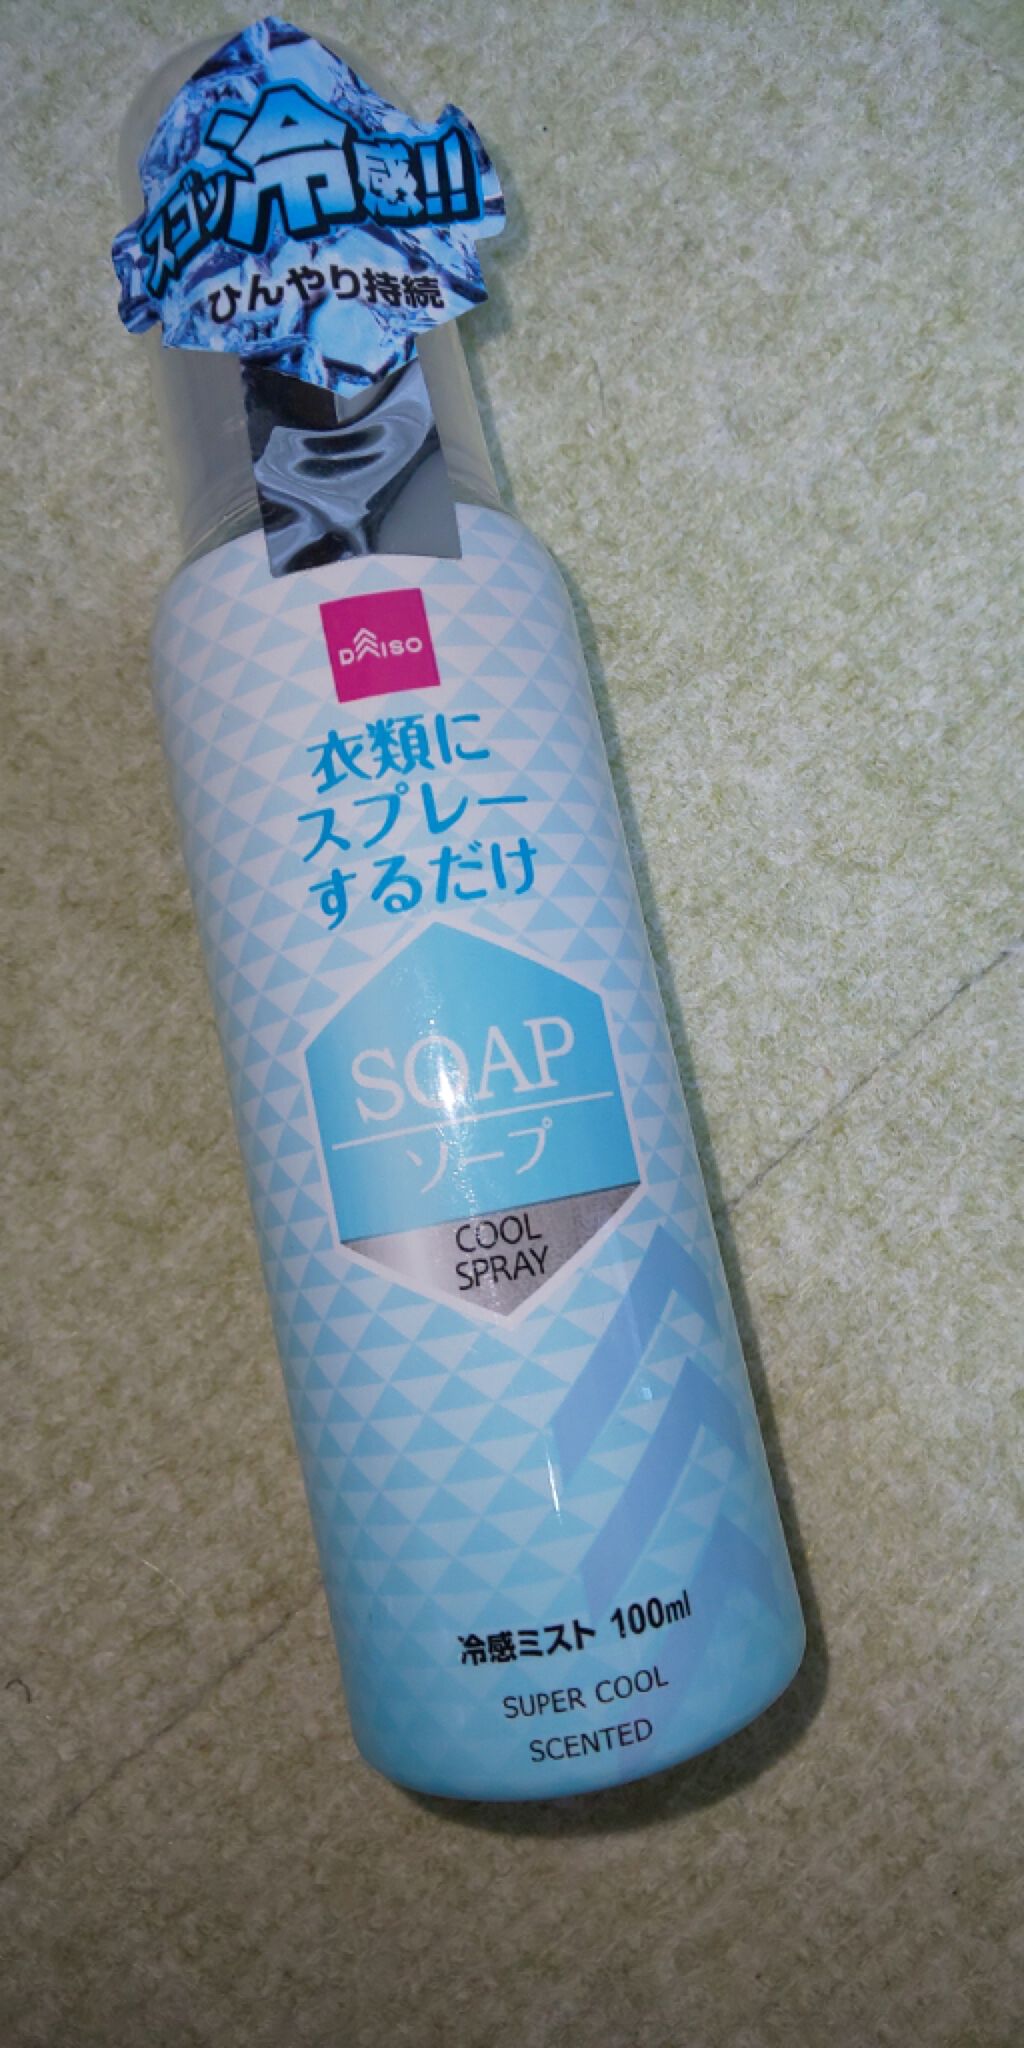 スゴッ冷感!!
ひんやり持続
DAISO
衣類に
スプレー
するだけ
SOAP
ソープ
COOL
SPRAY
冷感ミスト 100ml
SUPER COOL
SCENTED